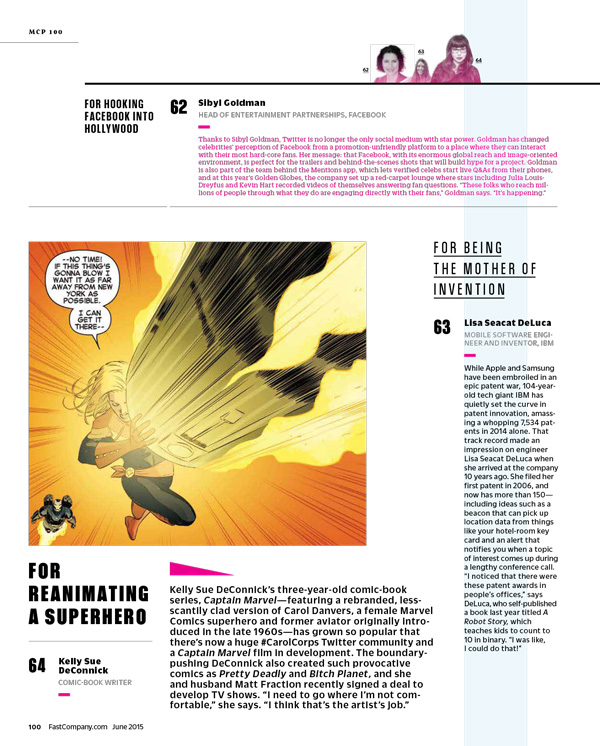 MCP 100
62
63
64
FOR HOOKING
FACEBOOK INTO
HOLLYWOOD
62
Sibyl Goldman
HEAD OF ENTERTAINMENT PARTNERSHIPS, FACEBOOK
Thanks to Sibyl Goldman, Twitter is no longer the only social medium with star power. Goldman has changed
celebrities' perception of Facebook from a promotion-unfriendly platform to a place where they can interact
with their most hard-core fans. Her message: that Facebook, with its enormous global reach and image-oriented
environment, is perfect for the trailers and behind-the-scenes shots that will build hype for a project. Goldman
is also part of the team behind the Mentions app, which lets verified celebs start live Q&As from their phones,
and at this year's Golden Globes, the company set up a red-carpet lounge where stars including Julia Louis-
Dreyfus and Kevin Hart recorded videos of themselves answering fan questions. "These folks who reach mil-
lions of people through what they do are engaging directly with their fans," Goldman says. "It's happening."
--NO TIME!
IF THIS THING'S
GONNA BLOW I
WANT IT AS FAR
AWAY FROM NEW
YORK AS
POSSIBLE.
I CAN
GET IT
THERE--
FOR BEING
THE MOTHER OF
INVENTION
63
Lisa Seacat DeLuca
MOBILE SOFTWARE ENGI-
NEER AND INVENTOR, IBM
While Apple and Samsung
have been embroiled in an
epic patent war, 104-year-
old tech giant IBM has
quietly set the curve in
patent innovation, amass-
ing a whopping 7,534 pat-
ents in 2014 alone. That
track record made an
impression on engineer
Lisa Seacat DeLuca when
she arrived at the company
10 years ago. She filed her
first patent in 2006, and
now has more than 150—
including ideas such as a
beacon that can pick up
location data from things
like your hotel-room key
card and an alert that
notifies you when a topic
of interest comes up during
a lengthy conference call.
"I noticed that there were
these patent awards in
people's offices," says
DeLuca, who self-published
a book last year titled A
Robot Story, which
teaches kids to count to
10 in binary. "I was like,
I could do that!"
FOR
REANIMATING
A SUPERHERO
64
Kelly Sue
DeConnick
COMIC-BOOK WRITER
Kelly Sue DeConnick's three-year-old comic-book
series, Captain Marvel—featuring a rebranded, less-
scantily clad version of Carol Danvers, a female Marvel
Comics superhero and former aviator originally intro-
duced in the late 1960s—has grown so popular that
there's now a huge #CarolCorps Twitter community and
a Captain Marvel film in development. The boundary-
pushing DeConnick also created such provocative
comics as Pretty Deadly and Bitch Planet, and she
and husband Matt Fraction recently signed a deal to
develop TV shows. "I need to go where I'm not com-
fortable," she says. "I think that's the artist's job."
100 FastCompany.com June 2015